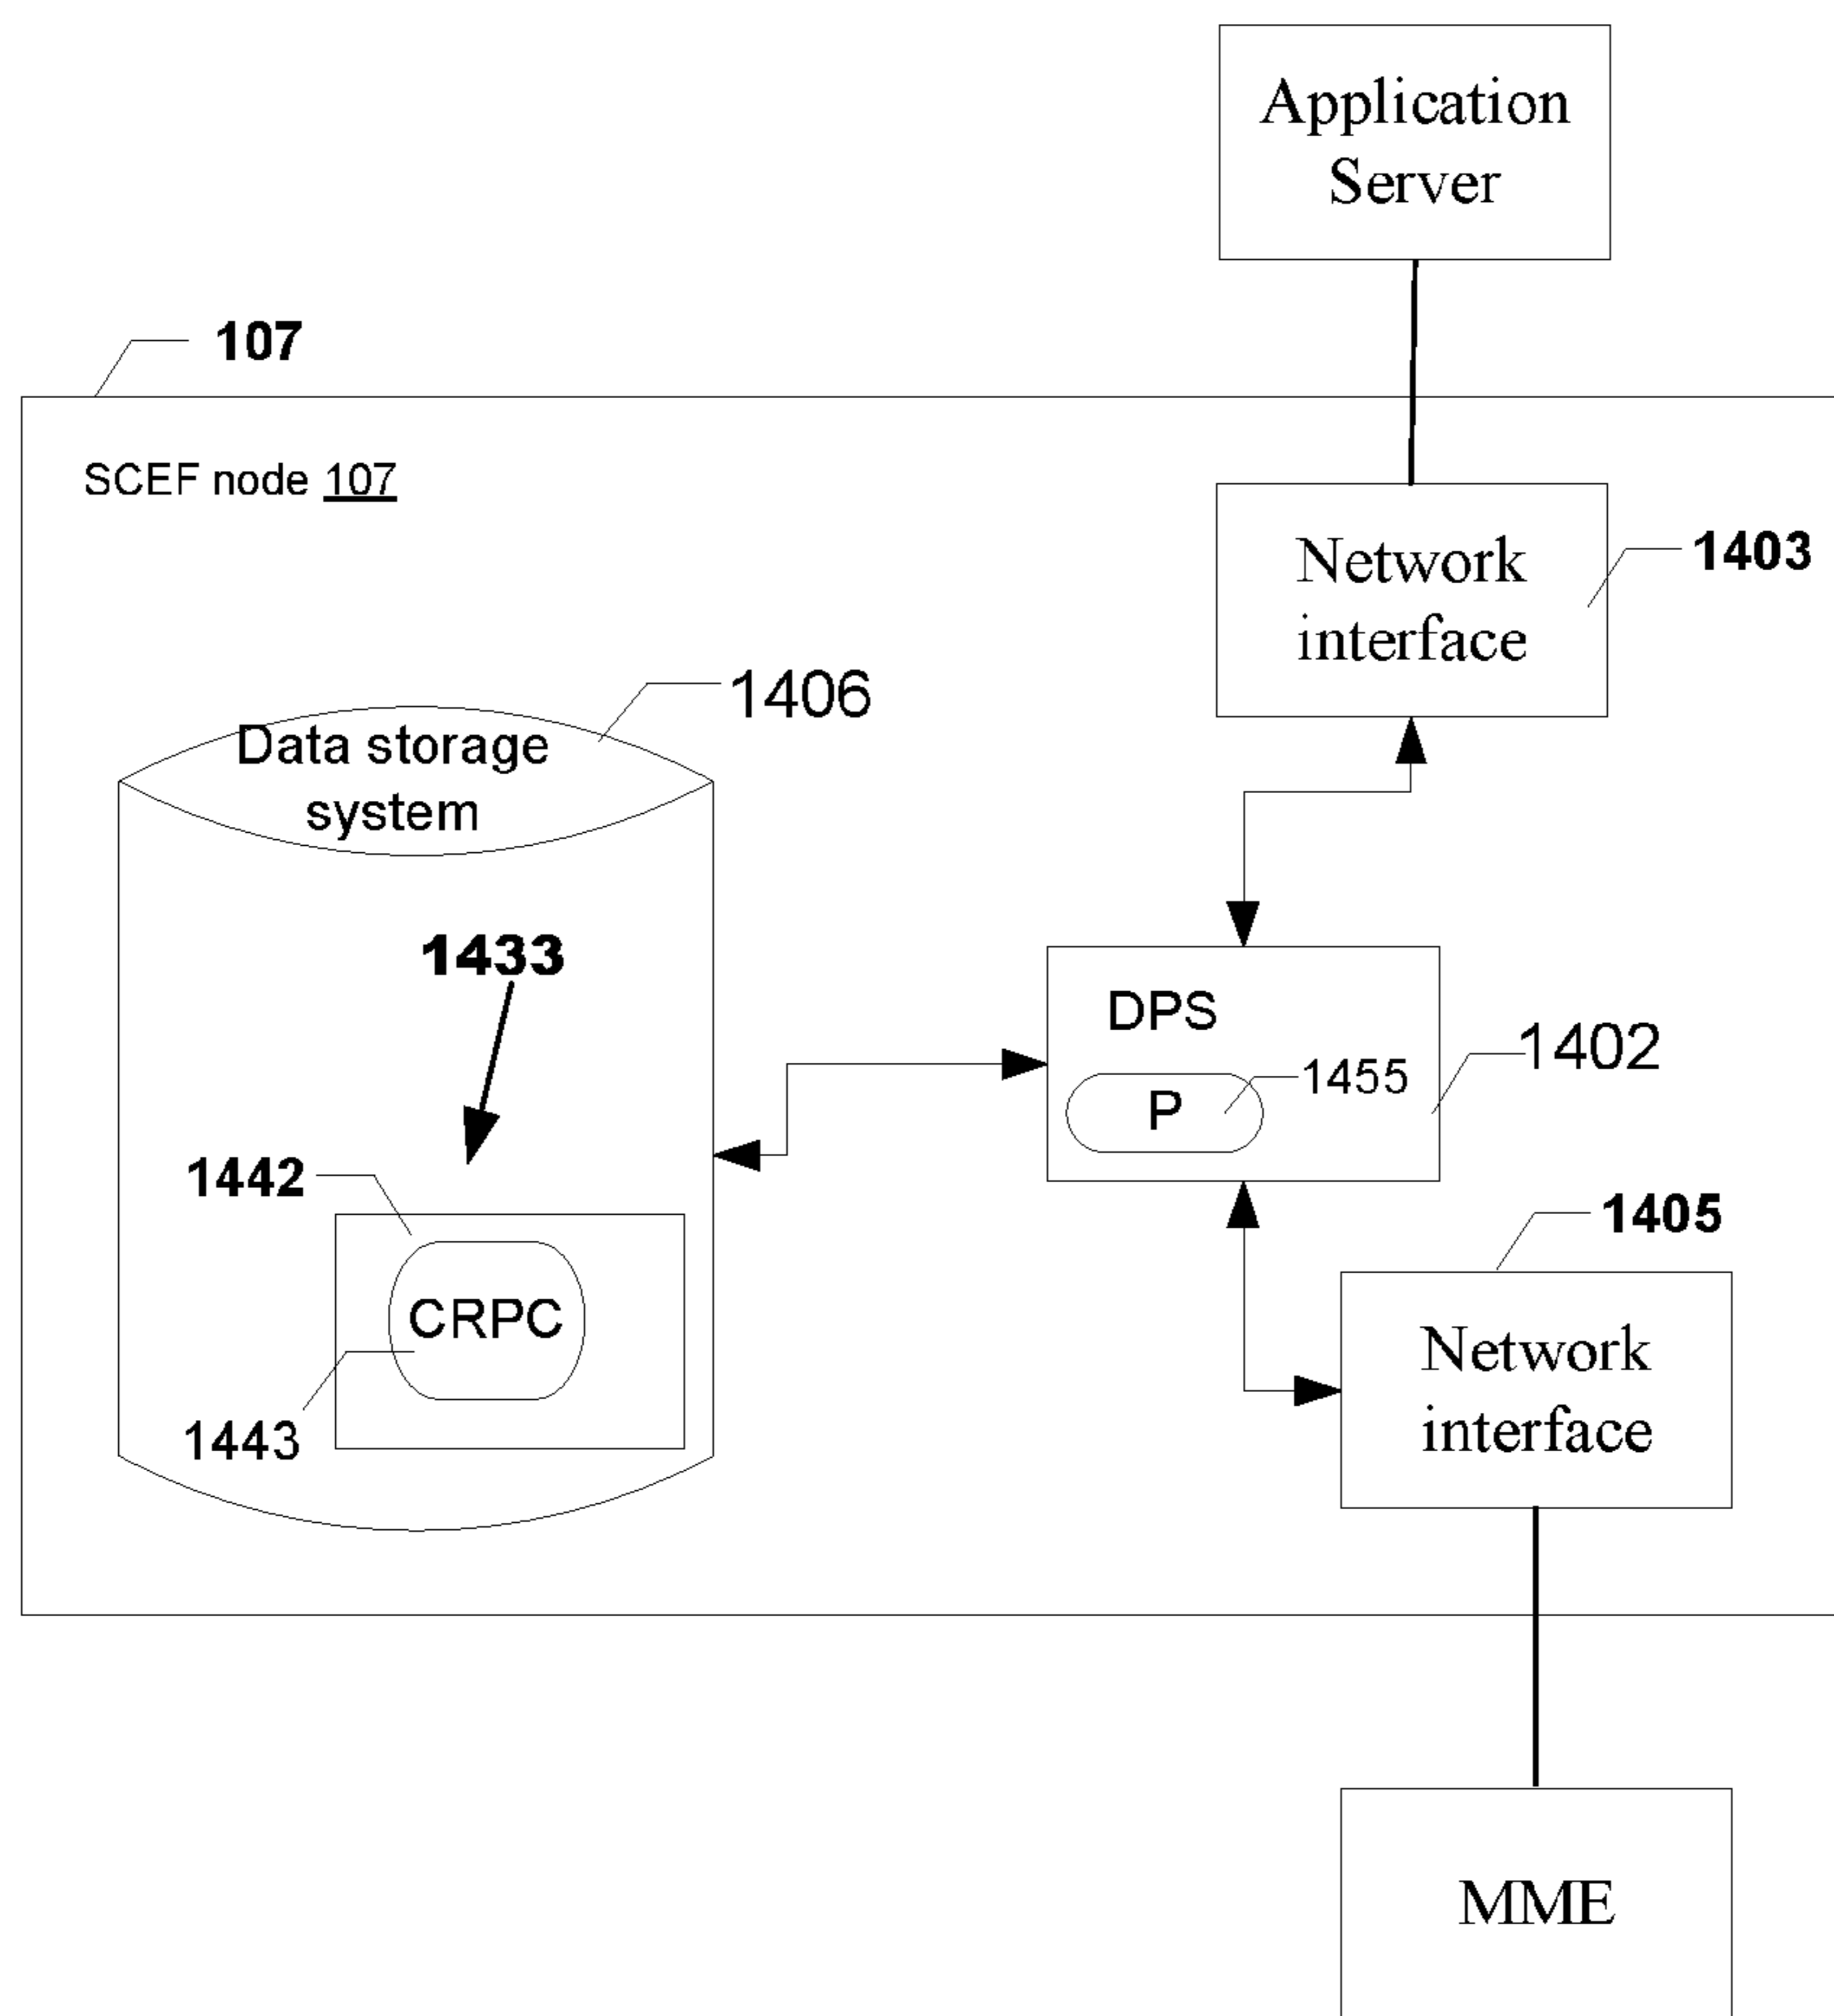 Application
Server
107
SCEF node 107
Network
interface
1403
1406
Data storage
system
1433
DPS
1402
P
1455
1442
1405
CRPC
Network
interface
1443
MME